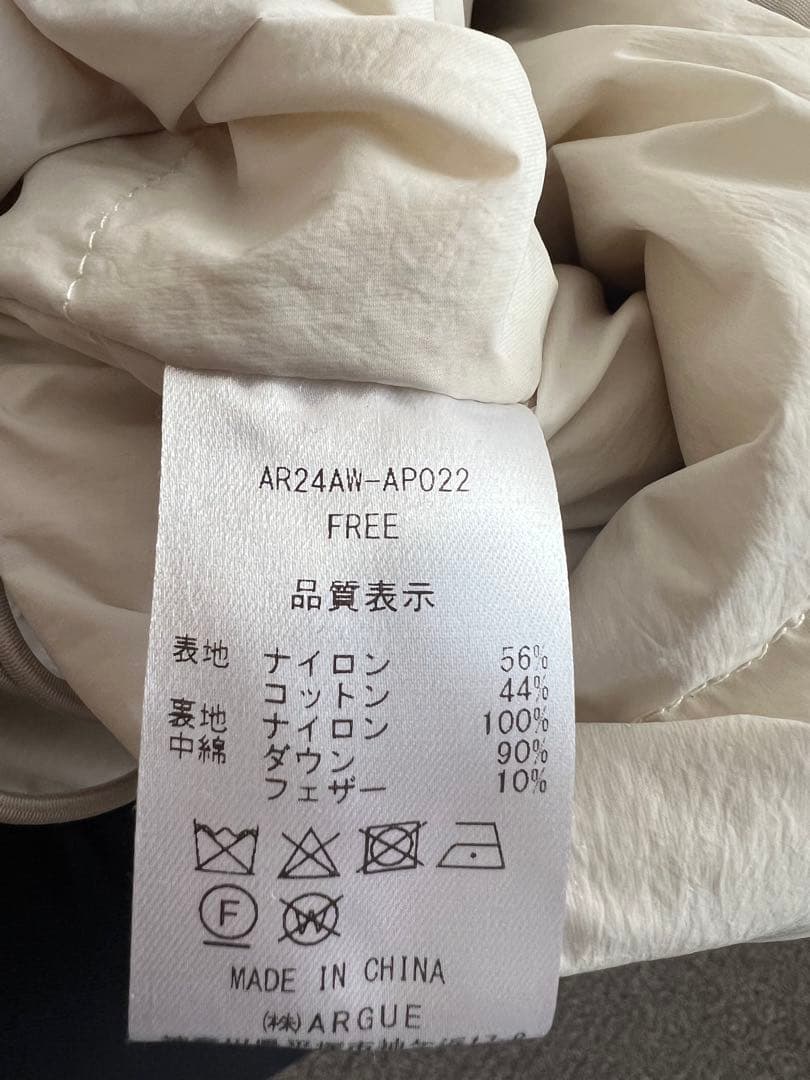 AR24AW-AP022
FREE
品質表示
表地 ナイロン 56%
コットン 44%
裏地 ナイロン 100%
中綿 ダウン 90%
フェザー 10%
F W
MADE IN CHINA
(株)ARGUE